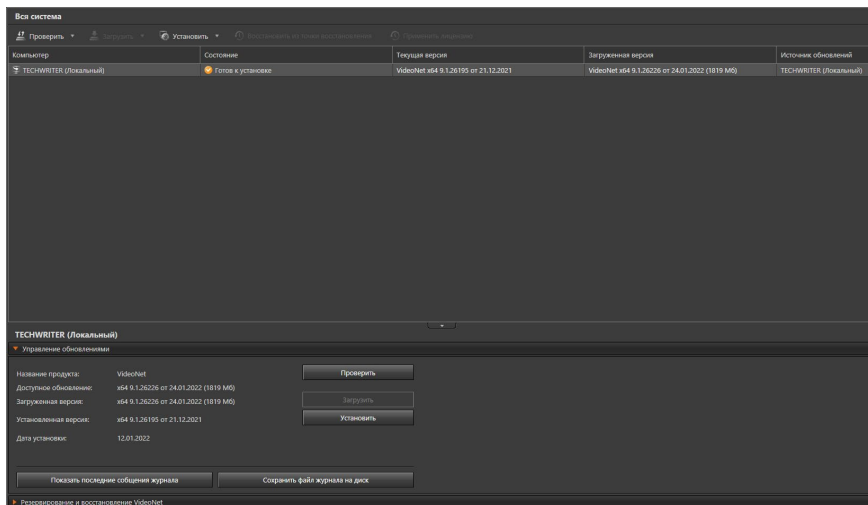 Вся система
Проверить Загрузить Установить Восстановить из точки восстановления Применить лицензию
Компьютер Состояние Текущая версия Загруженная версия Источник обновлений
TECHWRITER (Локальный) Готов к установке VideoNet x64 9.1.26195 от 21.12.2021 VideoNet x64 9.1.26226 от 24.01.2022 (1819 Мб) TECHWRITER (Локальный)
TECHWRITER (Локальный)
Управление обновлениями
Название продукта: VideoNet Проверить
Доступное обновление: x64 9.1.26226 от 24.01.2022 (1819 Мб)
Загруженная версия: x64 9.1.26226 от 24.01.2022 (1819 Мб) Загрузить
Установленная версия: x64 9.1.26195 от 21.12.2021 Установить
Дата установки: 12.01.2022
Показать последние собщения журнала Сохранить файл журнала на диск
Резервирование и восстановление VideoNet